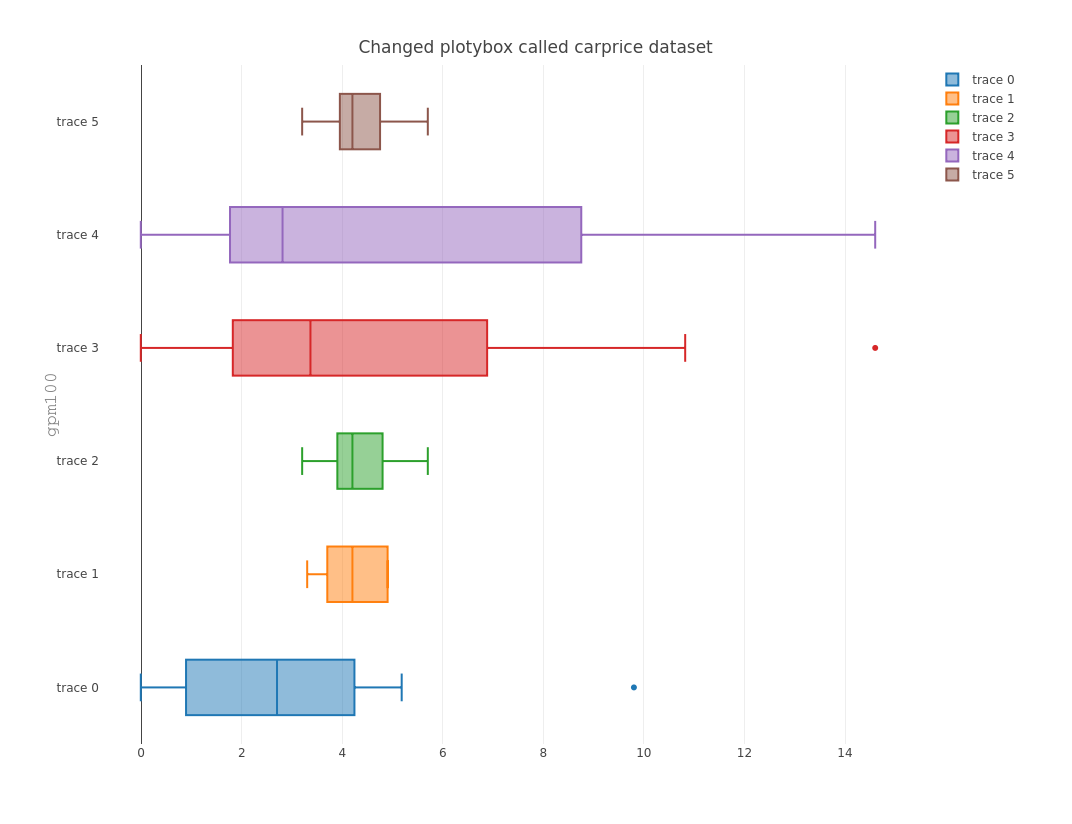 Changed plotybox called carprice dataset
trace 0
trace 1
trace 2
trace 3
trace 4
trace 5
trace 5
trace 4
trace 3
trace 2
trace 1
trace 0
gpm100
0 2 4 6 8 10 12 14